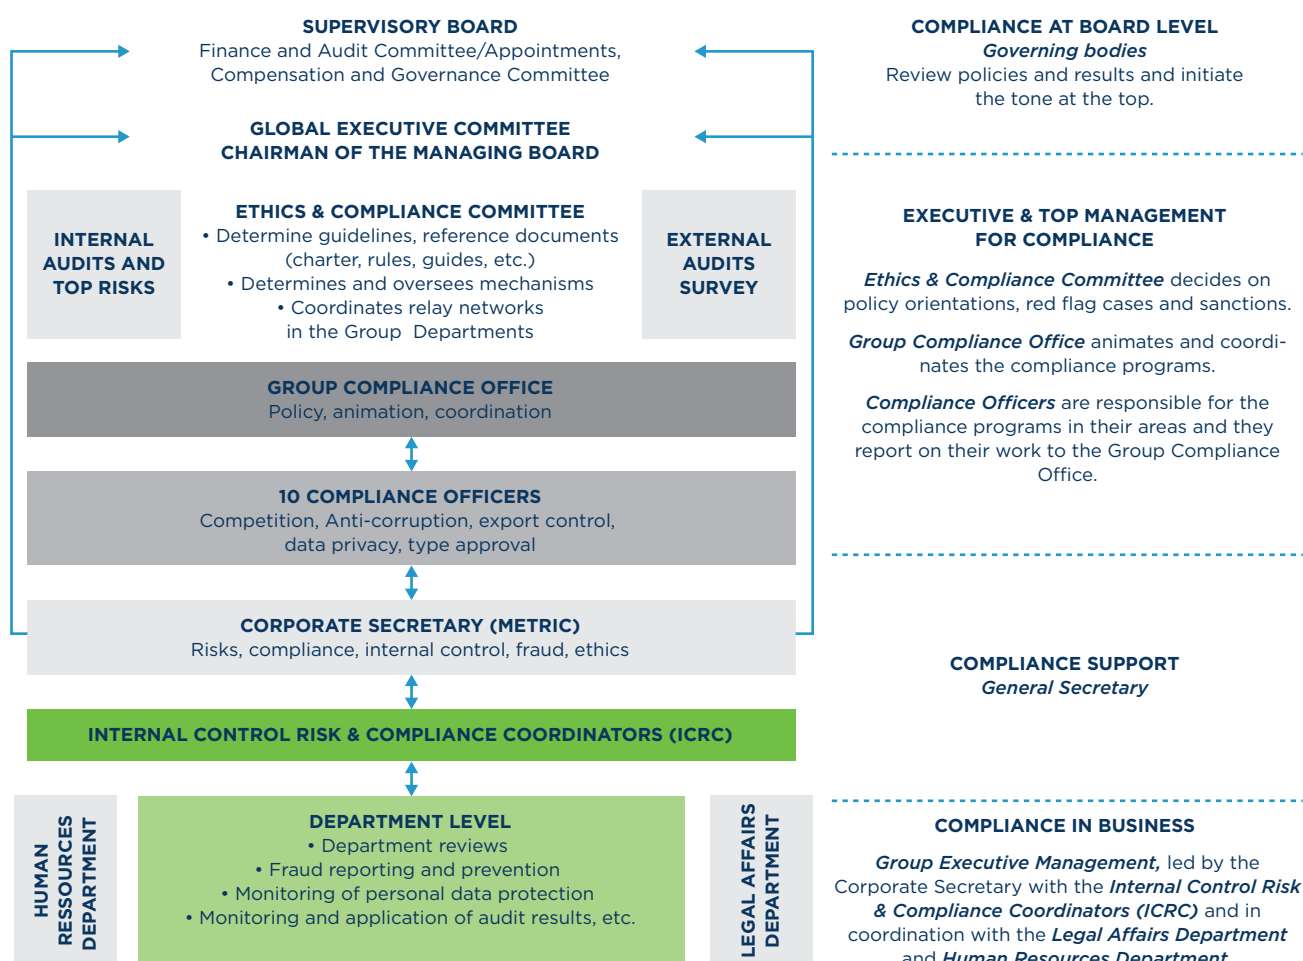 SUPERVISORY BOARD
Finance and Audit Committee/Appointments,
Compensation and Governance Committee
GLOBAL EXECUTIVE COMMITTEE
CHAIRMAN OF THE MANAGING BOARD
INTERNAL
AUDITS AND
TOP RISKS
ETHICS & COMPLIANCE COMMITTEE
• Determine guidelines, reference documents
(charter, rules, guides, etc.)
• Determines and oversees mechanisms
• Coordinates relay networks
in the Group Departments
EXTERNAL
AUDITS
SURVEY
GROUP COMPLIANCE OFFICE
Policy, animation, coordination
10 COMPLIANCE OFFICERS
Competition, Anti-corruption, export control,
data privacy, type approval
CORPORATE SECRETARY (METRIC)
Risks, compliance, internal control, fraud, ethics
INTERNAL CONTROL RISK & COMPLIANCE COORDINATORS (ICRC)
HUMAN
RESSOURCES
DEPARTMENT
DEPARTMENT LEVEL
• Department reviews
• Fraud reporting and prevention
• Monitoring of personal data protection
• Monitoring and application of audit results, etc.
LEGAL AFFAIRS
DEPARTMENT
COMPLIANCE AT BOARD LEVEL
Governing bodies
Review policies and results and initiate
the tone at the top.
EXECUTIVE & TOP MANAGEMENT
FOR COMPLIANCE
Ethics & Compliance Committee decides on
policy orientations, red flag cases and sanctions.
Group Compliance Office animates and coordi-
nates the compliance programs.
Compliance Officers are responsible for the
compliance programs in their areas and they
report on their work to the Group Compliance
Office.
COMPLIANCE SUPPORT
General Secretary
COMPLIANCE IN BUSINESS
Group Executive Management, led by the
Corporate Secretary with the Internal Control Risk
& Compliance Coordinators (ICRC) and in
coordination with the Legal Affairs Department
and Human Resources Department